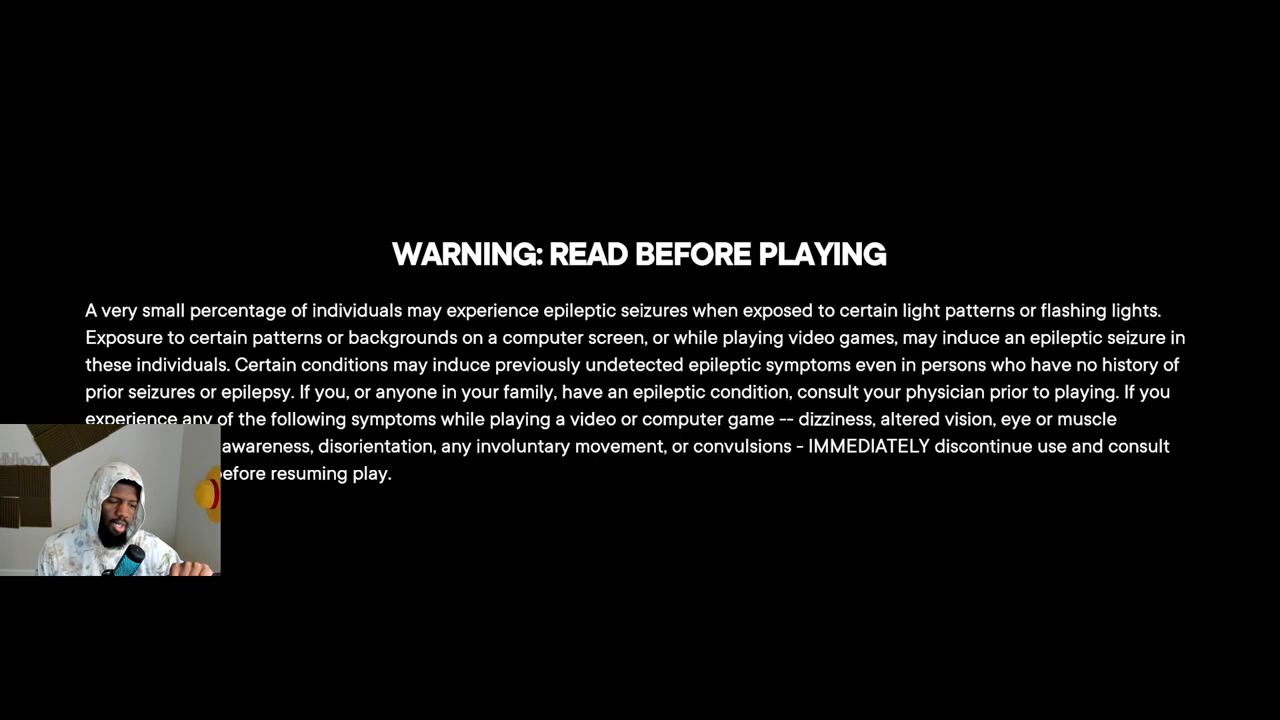 WARNING: READ BEFORE PLAYING
A very small percentage of individuals may experience epileptic seizures when exposed to certain light patterns or flashing lights.
Exposure to certain patterns or backgrounds on a computer screen, or while playing video games, may induce an epileptic seizure in
these individuals. Certain conditions may induce previously undetected epileptic symptoms even in persons who have no history of
prior seizures or epilepsy. If you, or anyone in your family, have an epileptic condition, consult your physician prior to playing. If you
experience any of the following symptoms while playing a video or computer game -- dizziness, altered vision, eye or muscle
awareness, disorientation, any involuntary movement, or convulsions - IMMEDIATELY discontinue use and consult
before resuming play.